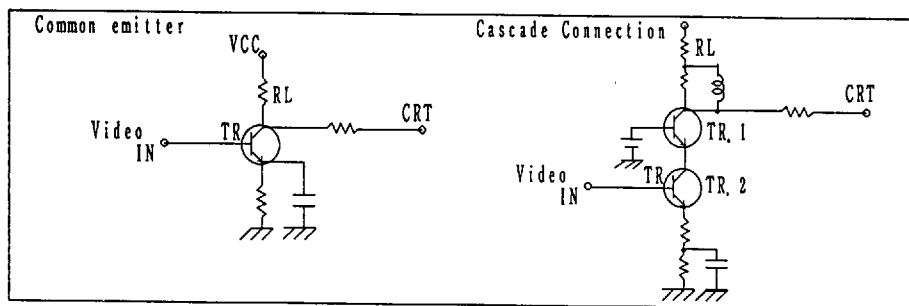 Common emitter
VCC
RL
TR
Video
IN
CRT
Cascade Connection
RL
CRT
TR. 1
Video
IN
TR
TR. 2